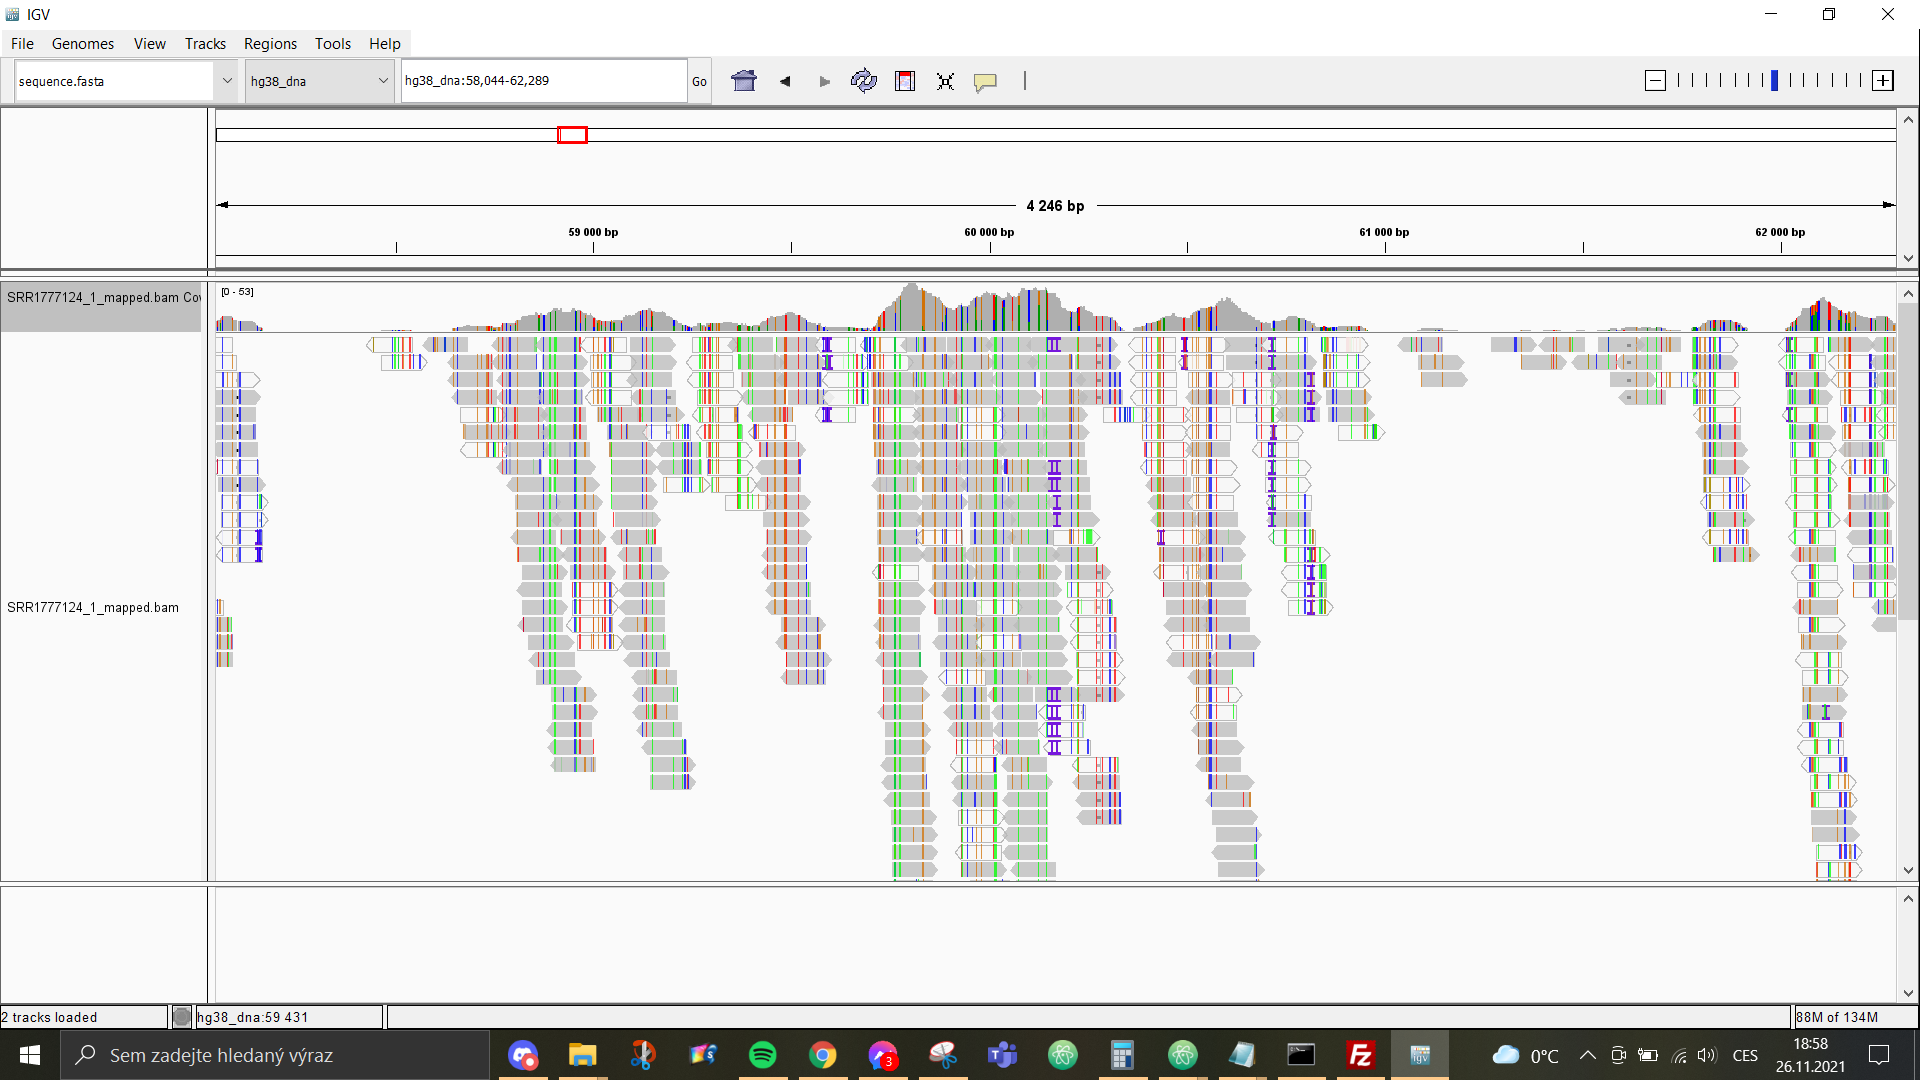 IGV
File Genomes View Tracks Regions Tools Help
sequence.fasta hg38_dna hg38_dna:58,044-62,289 Go
4 246 bp
59 000 bp 60 000 bp 61 000 bp 62 000 bp
SRR1777124_1_mapped.bam Co
[0 - 53]
SRR1777124_1_mapped.bam
2 tracks loaded hg38_dna:59 431 88M of 134M
Sem zadejte hledaný výraz
3
igv
0°C
CES
18:58
26.11.2021